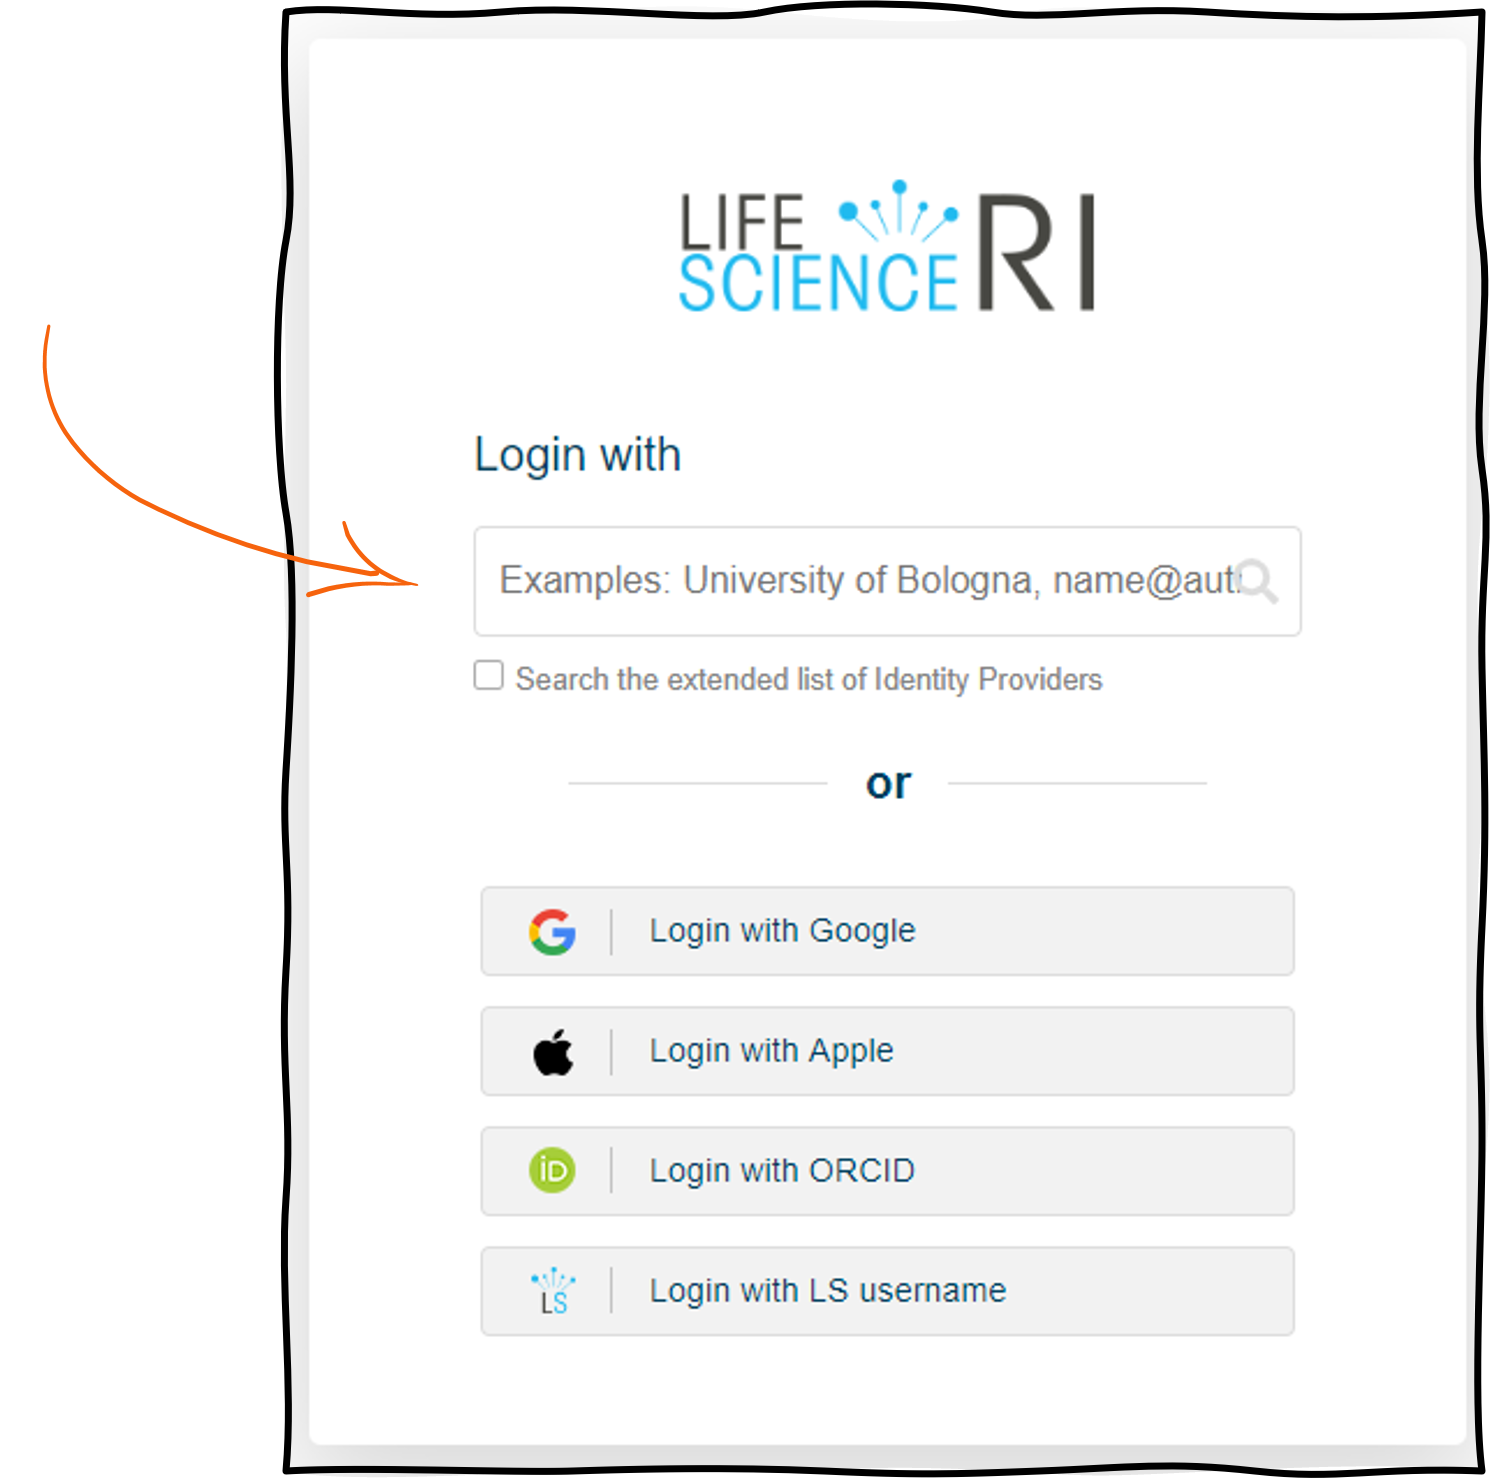 LIFE
SCIENCE RI
Login with
Examples: University of Bologna, name@aut
Search the extended list of Identity Providers
or
Login with Google
Login with Apple
iD
Login with ORCID
LS
Login with LS username